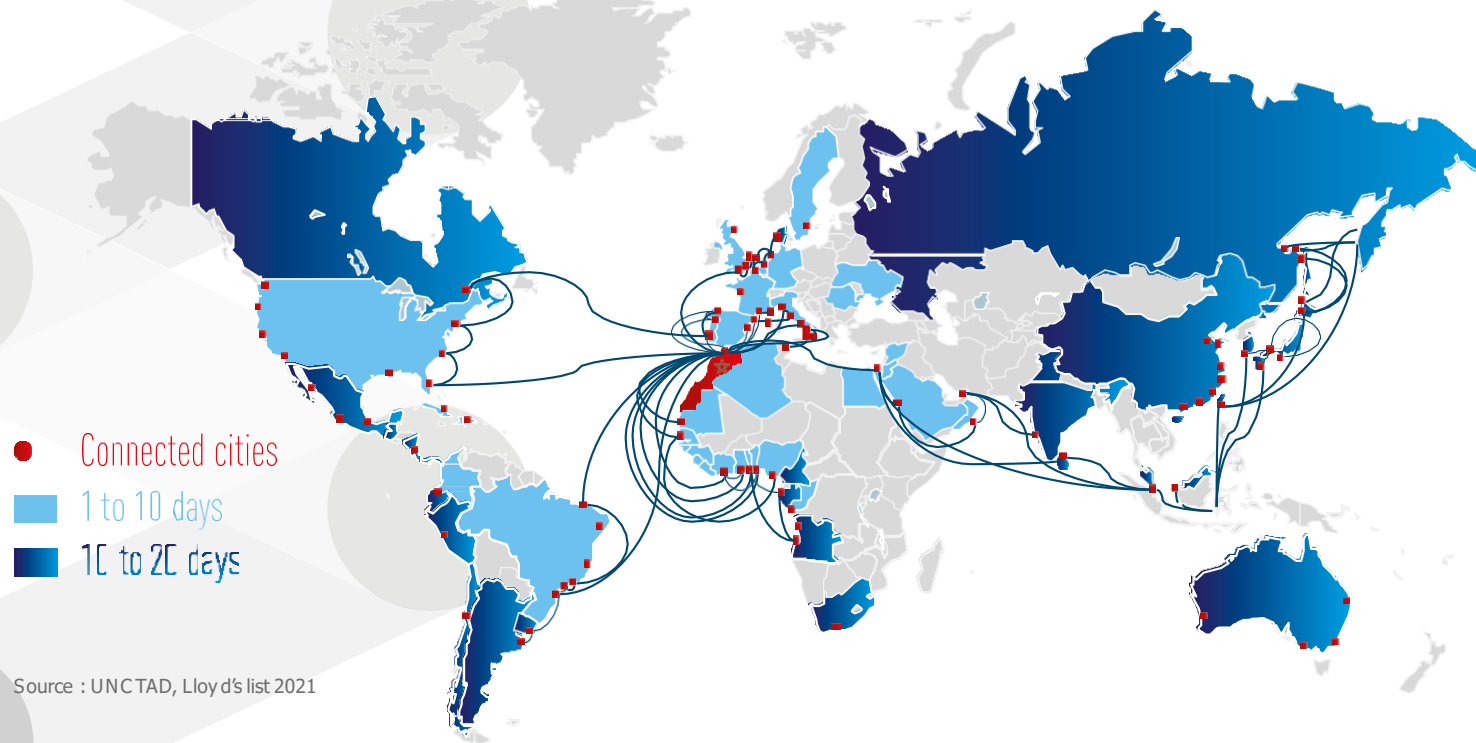 Connected cities
1 to 10 days
10 to 20 days
Source : UNCTAD, Lloyd's list 2021